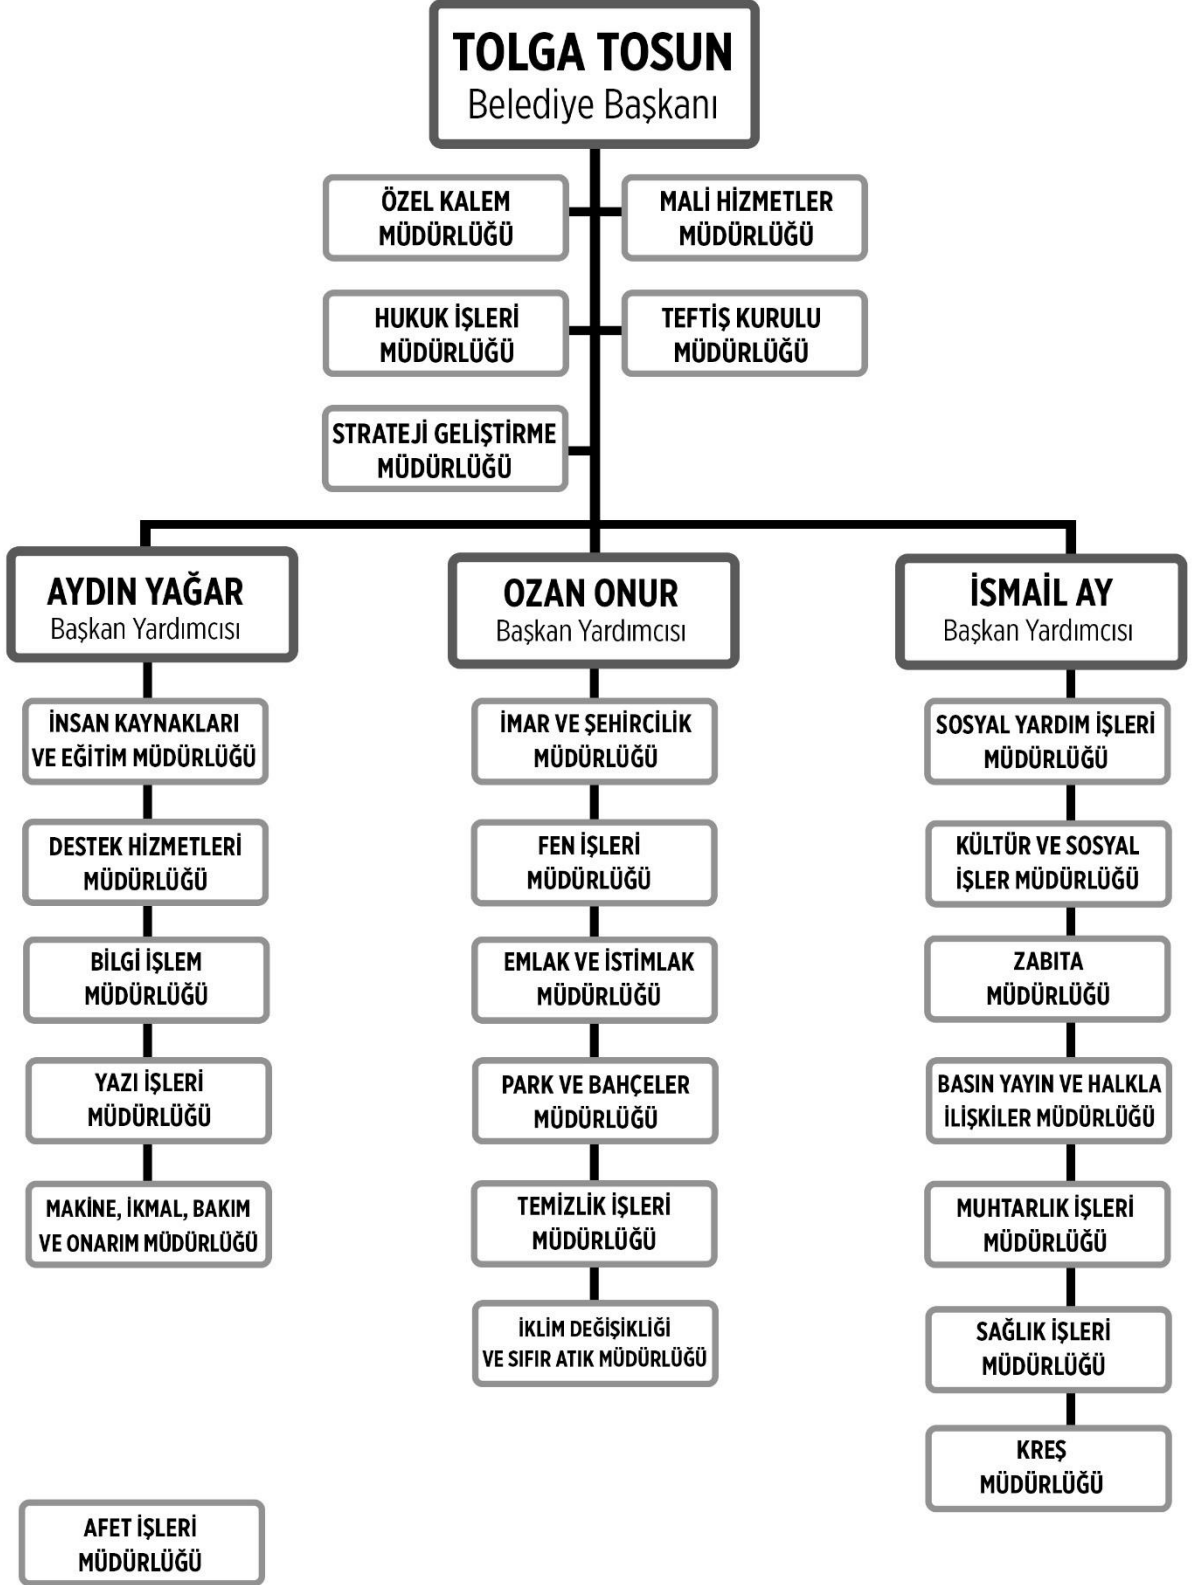 TOLGA TOSUN
Belediye Başkanı
ÖZEL KALEM
MÜDÜRLÜĞÜ
MALİ HİZMETLER
MÜDÜRLÜĞÜ
HUKUK İŞLERİ
MÜDÜRLÜĞÜ
TEFTİŞ KURULU
MÜDÜRLÜĞÜ
STRATEJİ GELİŞTİRME
MÜDÜRLÜĞÜ
AYDIN YAĞAR
Başkan Yardımcısı
İNSAN KAYNAKLARI
VE EĞİTİM MÜDÜRLÜĞÜ
DESTEK HİZMETLERİ
MÜDÜRLÜĞÜ
BİLGİ İŞLEM
MÜDÜRLÜĞÜ
YAZI İŞLERİ
MÜDÜRLÜĞÜ
MAKİNE, İKMAL, BAKIM
VE ONARIM MÜDÜRLÜĞÜ
OZAN ONUR
Başkan Yardımcısı
İMAR VE ŞEHİRCİLİK
MÜDÜRLÜĞÜ
FEN İŞLERİ
MÜDÜRLÜĞÜ
EMLAK VE İSTİMLAK
MÜDÜRLÜĞÜ
PARK VE BAHÇELER
MÜDÜRLÜĞÜ
TEMİZLİK İŞLERİ
MÜDÜRLÜĞÜ
İKLİM DEĞİŞİKLİĞİ
VE SIFIR ATIK MÜDÜRLÜĞÜ
İSMAİL AY
Başkan Yardımcısı
SOSYAL YARDIM İŞLERİ
MÜDÜRLÜĞÜ
KÜLTÜR VE SOSYAL
İŞLER MÜDÜRLÜĞÜ
ZABITA
MÜDÜRLÜĞÜ
BASIN YAYIN VE HALKLA
İLİŞKİLER MÜDÜRLÜĞÜ
MUHTARLIK İŞLERİ
MÜDÜRLÜĞÜ
SAĞLIK İŞLERİ
MÜDÜRLÜĞÜ
KREŞ
MÜDÜRLÜĞÜ
AFET İŞLERİ
MÜDÜRLÜĞÜ